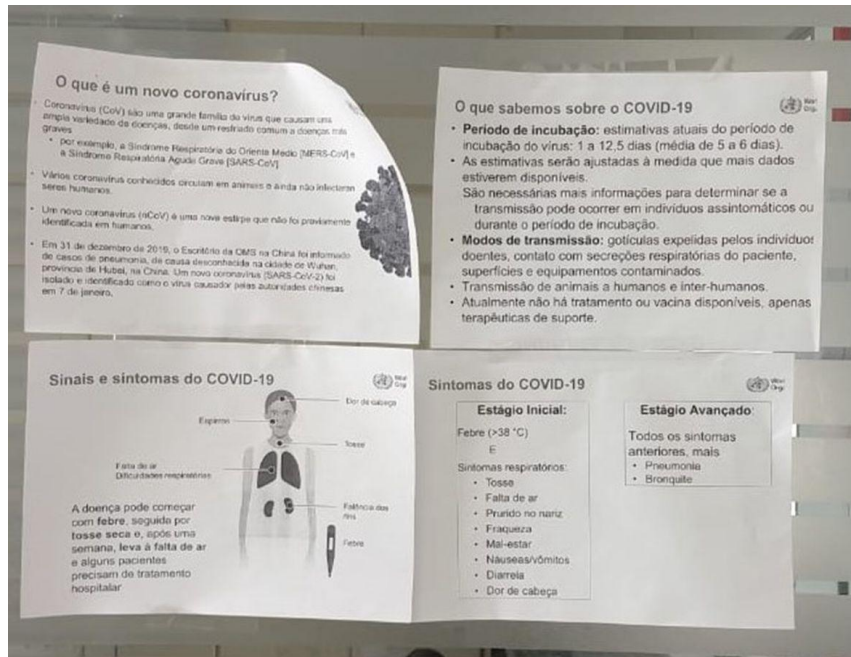 O que é um novo coronavírus?
• Coronavírus (CoV) são uma grande família do vírus que causam uma
ampla variedade de doenças, desde um resfriado comum a doenças mais
graves
• por exemplo, a Síndrome Respiratória do Oriente Medio [MERS-CoV] e
a Síndrome Respiratória Aguda Grave [SARS-CoV]
• Vários coronavírus conhecidos circulam em animais e ainda não infectaram
seres humanos.
• Um novo coronavírus (nCoV) é uma nova estirpe que não foi previamente
identificada em humanos.
• Em 31 de dezembro de 2019, o Escritório da OMS na China foi informado
de casos de pneumonia, de causa desconhecida na cidade de Wuhan,
província de Hubei, na China. Um novo coronavírus (SARS-CoV-2) foi
isolado e identificado como o vírus causador pelas autoridades chinesas
em 7 de janeiro.
O que sabemos sobre o COVID-19
Worl
Orga
• Período de incubação: estimativas atuais do período de
incubação do vírus: 1 a 12,5 dias (média de 5 a 6 dias).
• As estimativas serão ajustadas à medida que mais dados
estiverem disponíveis.
São necessárias mais informações para determinar se a
transmissão pode ocorrer em indivíduos assintomáticos ou
durante o período de incubação.
• Modos de transmissão: gotículas expelidas pelos indivíduos
doentes, contato com secreções respiratórias do paciente,
superfícies e equipamentos contaminados.
• Transmissão de animais a humanos e inter-humanos.
• Atualmente não há tratamento ou vacina disponíveis, apenas
terapêuticas de suporte.
Sinais e sintomas do COVID-19
Worl
Orga
Dor de cabeça
Espirros
Tosse
Falta de ar
Dificuldades respiratórias
Falência dos
rins
Febre
A doença pode começar
com febre, seguida por
tosse seca e, após uma
semana, leva à falta de ar
e alguns pacientes
precisam de tratamento
hospitalar
Sintomas do COVID-19
Worl
Orga
Estágio Inicial:
Febre (>38 °C)
E
Sintomas respiratórios:
• Tosse
• Falta de ar
• Prurido no nariz
• Fraqueza
• Mal-estar
• Náuseas/vômitos
• Diarreia
• Dor de cabeça
Estágio Avançado:
Todos os sintomas
anteriores, mais
• Pneumonia
• Bronquite